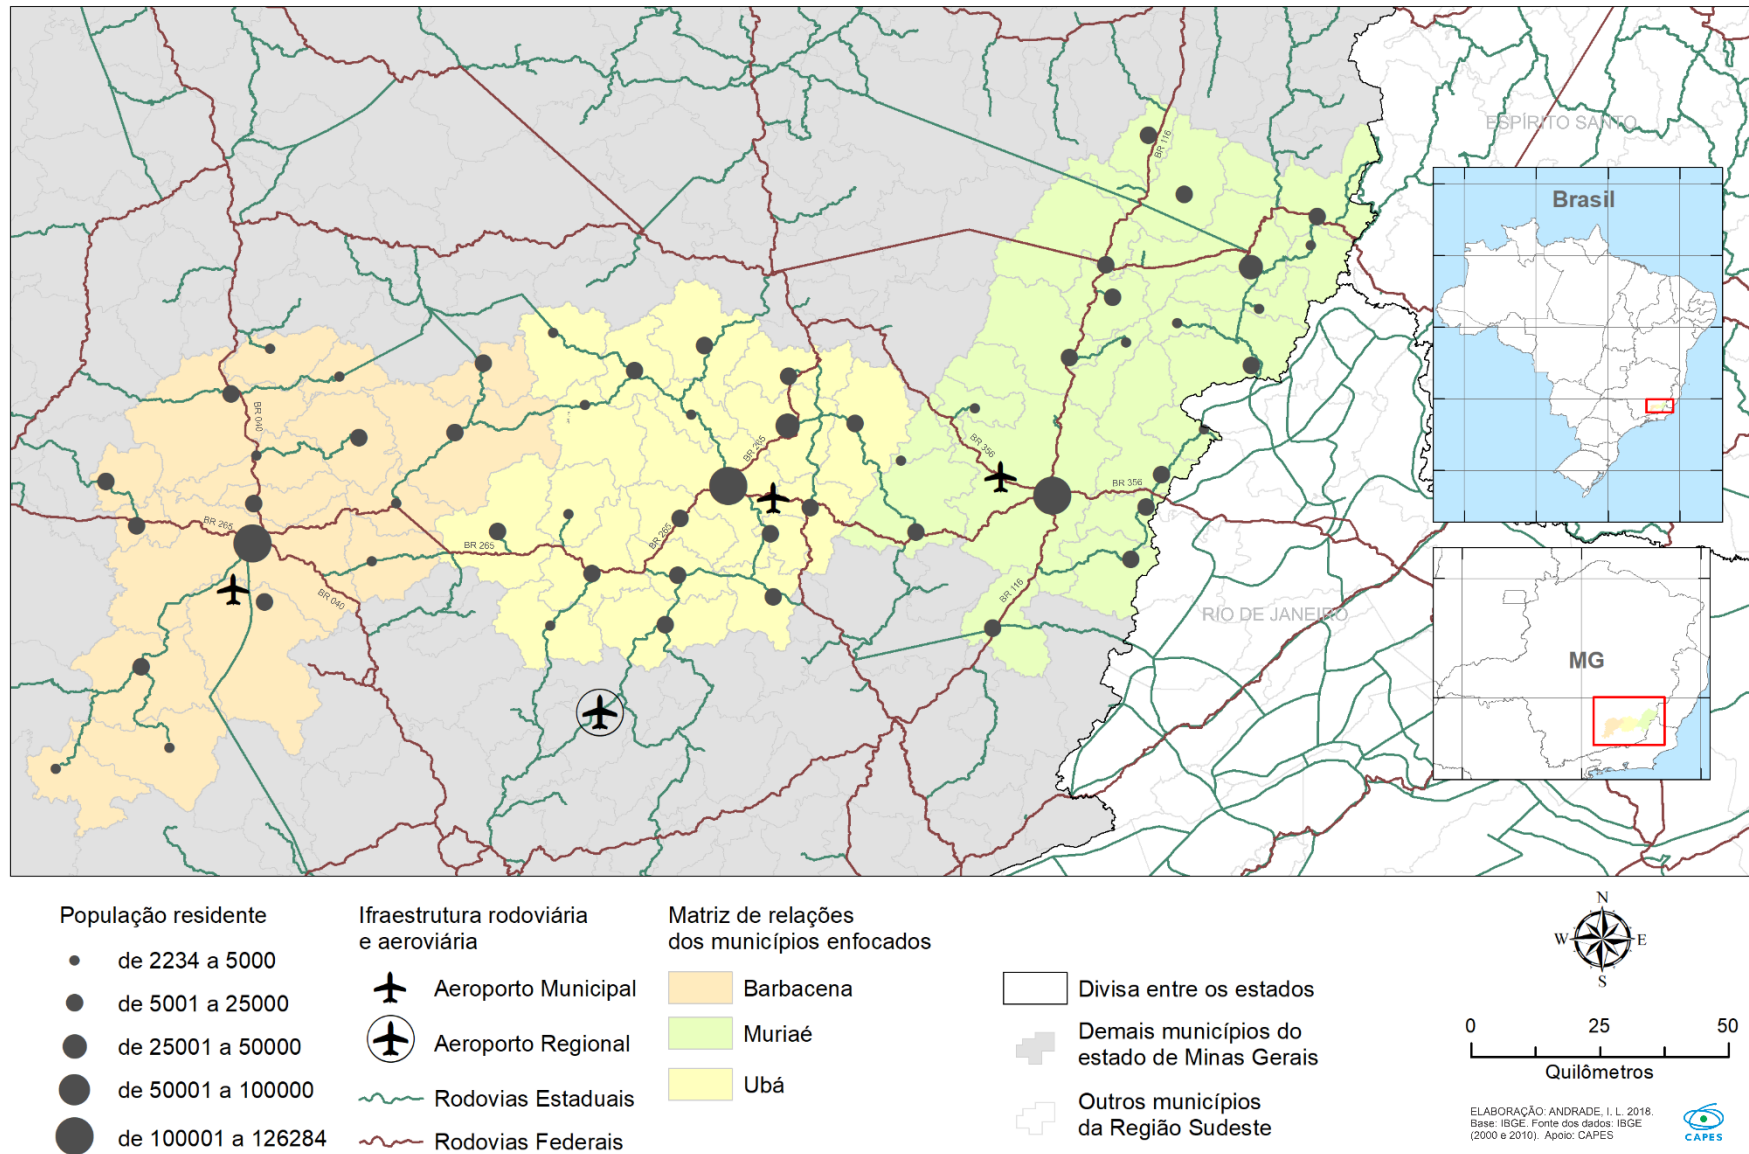 ESPÍRITO SANTO
BR 116
Brasil
BR 040
BR 265
BR 356
BR 356
BR 265
BR 265
BR 265
BR 040
BR 116
RIO DE JANEIRO
MG
População residente
de 2234 a 5000
de 5001 a 25000
de 25001 a 50000
de 50001 a 100000
de 100001 a 126284
Ifraestrutura rodoviária
e aeroviária
Aeroporto Municipal
Aeroporto Regional
Rodovias Estaduais
Rodovias Federais
Matriz de relações
dos municípios enfocados
Barbacena
Muriaé
Ubá
Divisa entre os estados
Demais municípios do
estado de Minas Gerais
Outros municípios
da Região Sudeste
N
W E
S
0 25 50
Quilômetros
ELABORAÇÃO: ANDRADE, I. L. 2018.
Base: IBGE. Fonte dos dados: IBGE
(2000 e 2010). Apoio: CAPES
CAPES